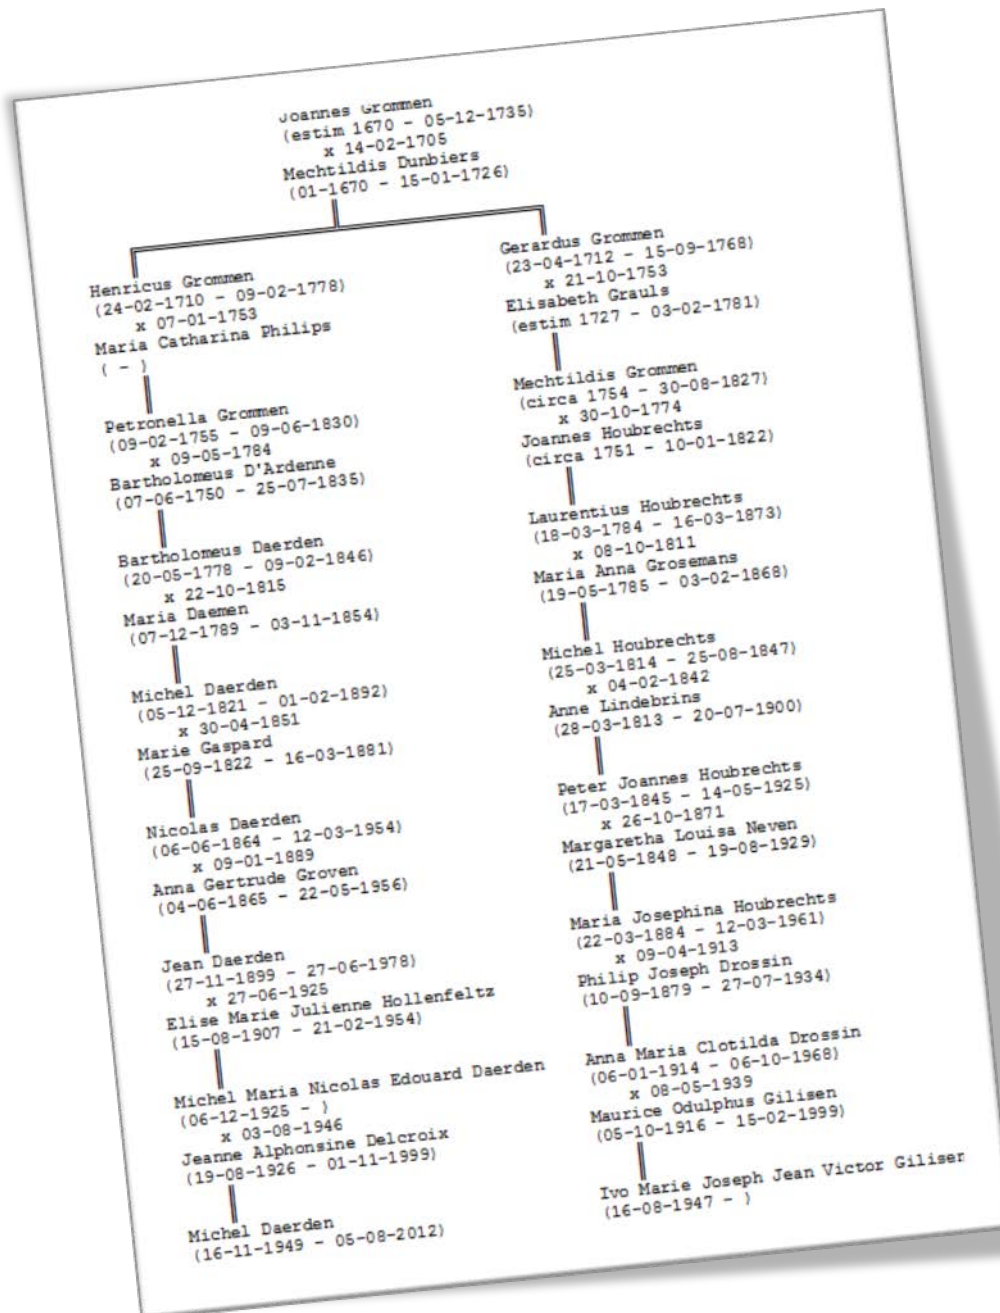 Joannes Grommen
(estim 1670 - 05-12-1735)
x 14-02-1705
Mechtildis Dunbiers
(01-1670 - 15-01-1726)
Henricus Grommen
(24-02-1710 - 09-02-1778)
x 07-01-1753
Maria Catharina Philips
( - )
Petronella Grommen
(09-02-1755 - 09-06-1830)
x 09-05-1784
Bartholomeus D'Ardenne
(07-06-1750 - 25-07-1835)
Bartholomeus Daerden
(20-05-1778 - 09-02-1846)
x 22-10-1815
Maria Daemen
(07-12-1789 - 03-11-1854)
Michel Daerden
(05-12-1821 - 01-02-1892)
x 30-04-1851
Marie Gaspard
(25-09-1822 - 16-03-1881)
Nicolas Daerden
(06-06-1864 - 12-03-1954)
x 09-01-1889
Anna Gertrude Groven
(04-06-1865 - 22-05-1956)
Jean Daerden
(27-11-1899 - 27-06-1978)
x 27-06-1925
Elise Marie Julienne Hollenfeltz
(15-08-1907 - 21-02-1954)
Michel Maria Nicolas Edouard Daerden
(06-12-1925 - )
x 03-08-1946
Jeanne Alphonsine Delcroix
(19-08-1926 - 01-11-1999)
Michel Daerden
(16-11-1949 - 05-08-2012)
Gerardus Grommen
(23-04-1712 - 15-09-1768)
x 21-10-1753
Elisabeth Grauls
(estim 1727 - 03-02-1781)
Mechtildis Grommen
(circa 1754 - 30-08-1827)
x 30-10-1774
Joannes Houbrechts
(circa 1751 - 10-01-1822)
Laurentius Houbrechts
(18-03-1784 - 16-03-1873)
x 08-10-1811
Maria Anna Grosemans
(19-05-1785 - 03-02-1868)
Michel Houbrechts
(25-03-1814 - 25-08-1847)
x 04-02-1842
Anne Lindebrins
(28-03-1813 - 20-07-1900)
Peter Joannes Houbrechts
(17-03-1845 - 14-05-1925)
x 26-10-1871
Margaretha Louisa Neven
(21-05-1848 - 19-08-1929)
Maria Josephina Houbrechts
(22-03-1884 - 12-03-1961)
x 09-04-1913
Philip Joseph Drossin
(10-09-1879 - 27-07-1934)
Anna Maria Clotilda Drossin
(06-01-1914 - 06-10-1968)
x 08-05-1939
Maurice Odulphus Gilisen
(05-10-1916 - 15-02-1999)
Ivo Marie Joseph Jean Victor Gilisen
(16-08-1947 - )